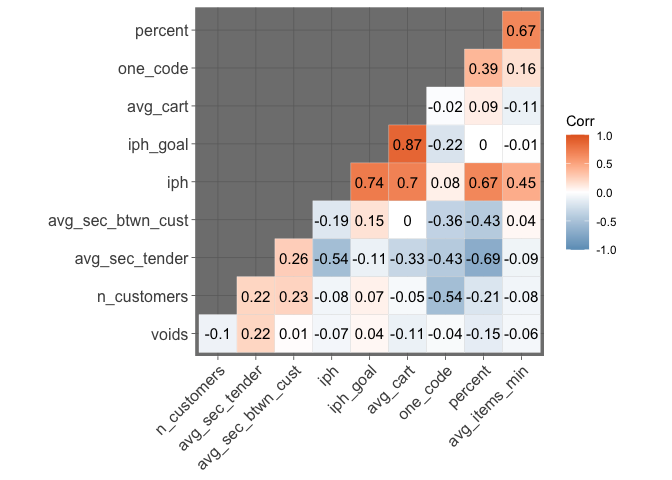 percent 0.67
one_code 0.39 0.16
avg_cart -0.02 0.09 -0.11
iph_goal 0.87 -0.22 0 -0.01
iph 0.74 0.7 0.08 0.67 0.45
avg_sec_btwn_cust -0.19 0.15 0 -0.36 -0.43 0.04
avg_sec_tender 0.26 -0.54 -0.11 -0.33 -0.43 -0.69 -0.09
n_customers 0.22 0.23 -0.08 0.07 -0.05 -0.54 -0.21 -0.08
voids -0.1 0.22 0.01 -0.07 0.04 -0.11 -0.04 -0.15 -0.06
n_customers
avg_sec_tender
avg_sec_btwn_cust
iph
iph_goal
avg_cart
one_code
percent
avg_items_min
Corr
1.0
0.5
0.0
-0.5
-1.0